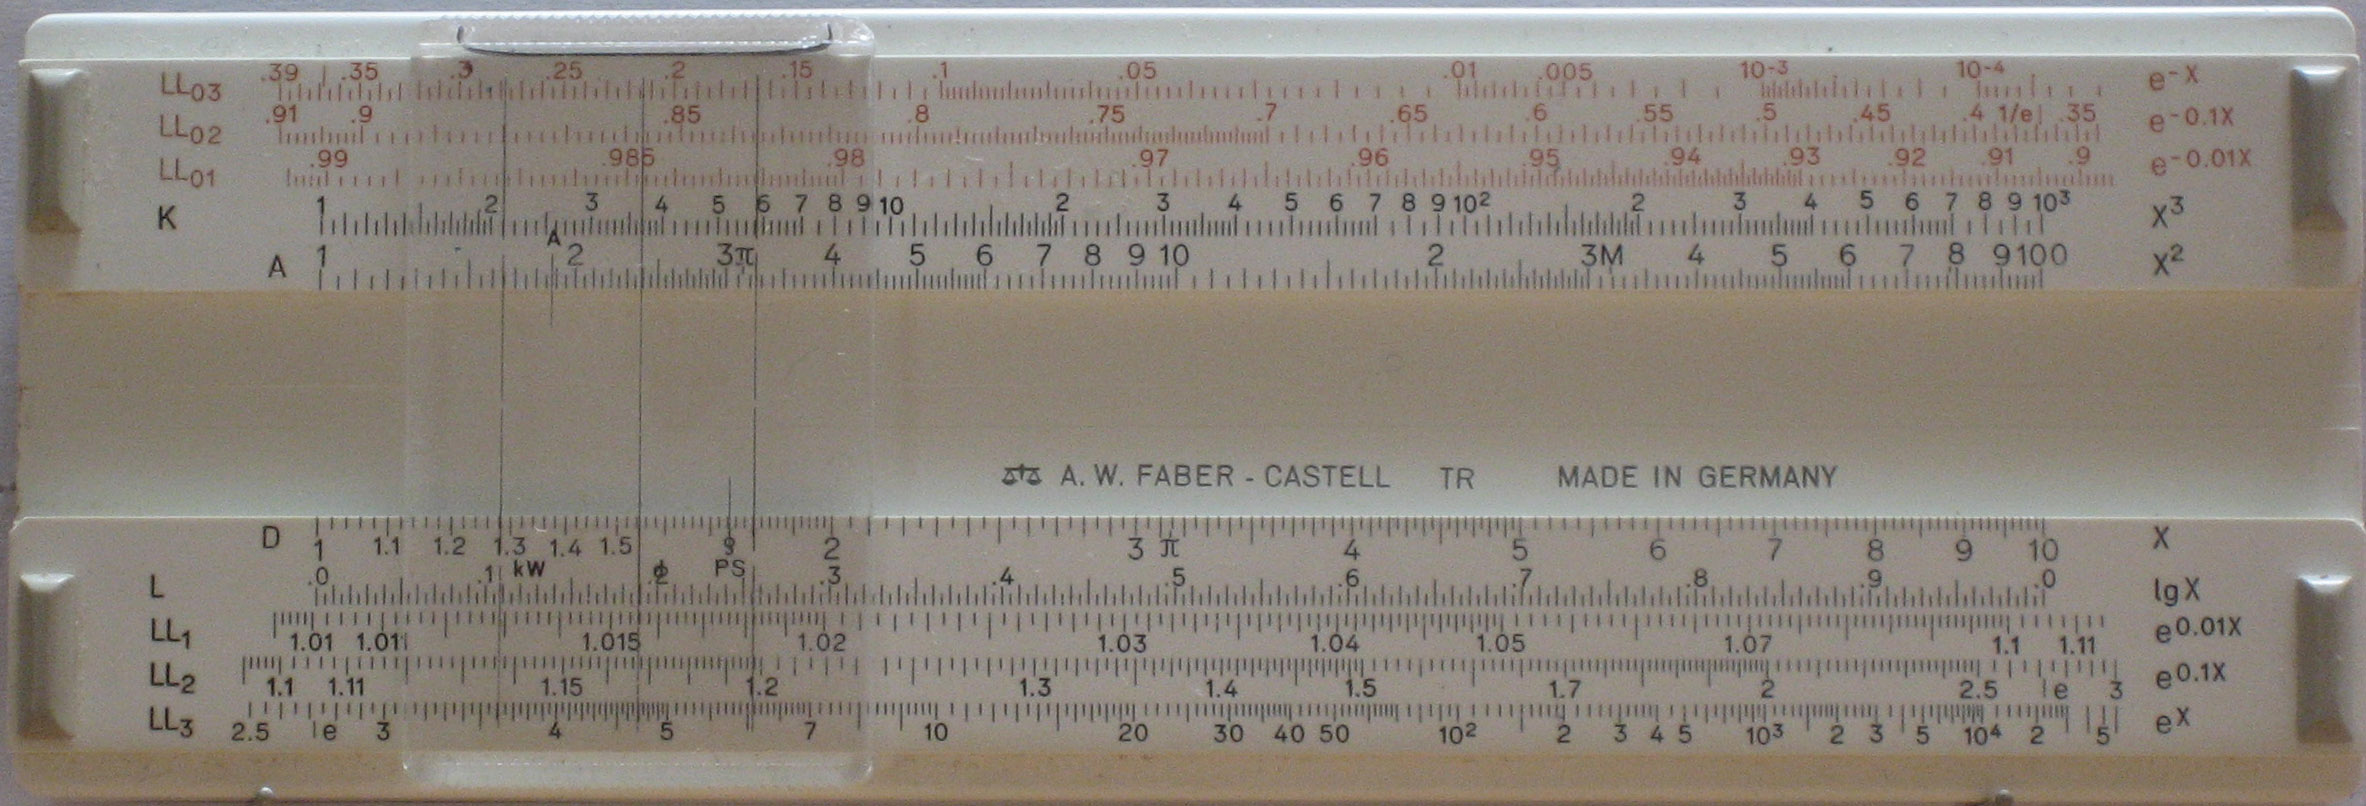 LL03 .39 .35 .3 .25 .2 .15 .1 .05 .01 .005 10-3 10-4 e-X
LL02 .91 .9 .85 .8 .75 .7 .65 .6 .55 .5 .45 .4 1/e .35 e-0.1X
LL01 .99 .985 .98 .97 .96 .95 .94 .93 .92 .91 .9 e-0.01X
K 1 2 3 4 5 6 7 8 9 10 2 3 4 5 6 7 8 9 10² 2 3 4 5 6 7 8 9 10³ X³
A
A 1 2 3 π 4 5 6 7 8 9 10 2 3 M 4 5 6 7 8 9 100 X²
A. W. FABER - CASTELL TR MADE IN GERMANY
D 1 1.1 1.2 1.3 1.4 1.5 2 3 π 4 5 6 7 8 9 10 X
kW PS
L .0 .1 .2 .3 .4 .5 .6 .7 .8 .9 .0 lgX
LL1 1.01 1.011 1.015 1.02 1.03 1.04 1.05 1.07 1.1 1.11 e0.01X
LL2 1.1 1.11 1.15 1.2 1.3 1.4 1.5 1.7 2 2.5 e 3 e0.1X
LL3 2.5 e 3 4 5 7 10 20 30 40 50 10² 2 3 4 5 10³ 2 3 5 10⁴ 2 5 eX